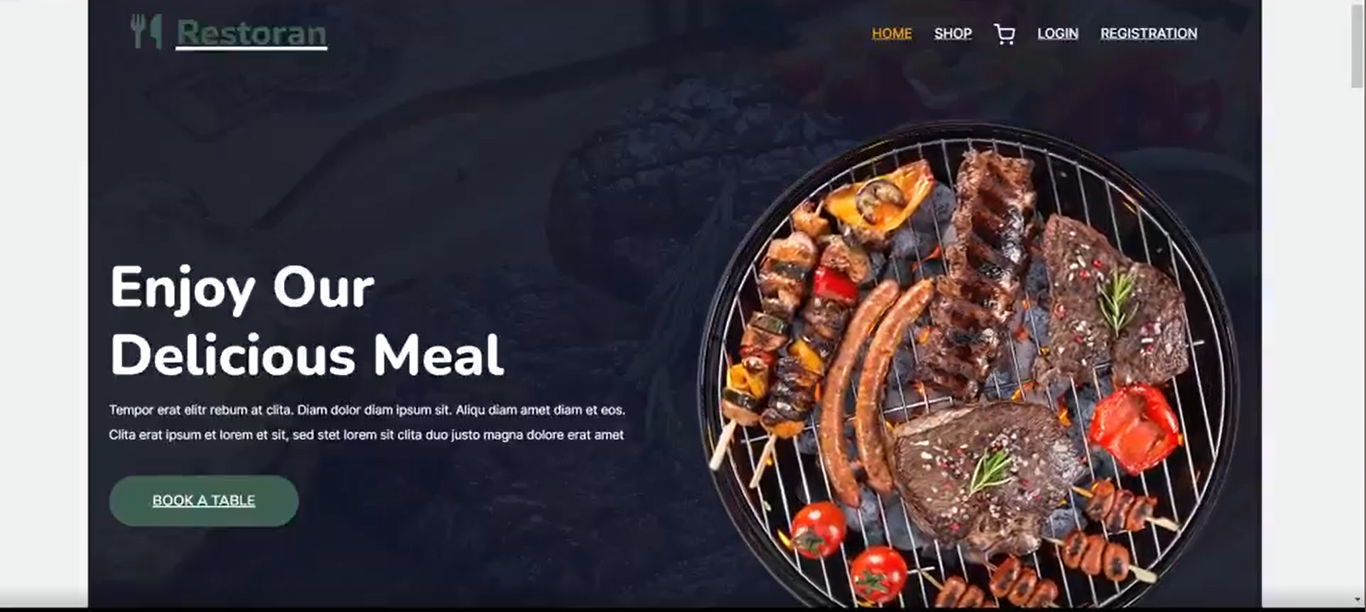 Restoran
HOME SHOP LOGIN REGISTRATION
Enjoy Our
Delicious Meal
Tempor erat elitr rebum at clita. Diam dolor diam ipsum sit. Aliqu diam amet diam et eos.
Clita erat ipsum et lorem et sit, sed stet lorem sit clita duo justo magna dolore erat amet
BOOK A TABLE